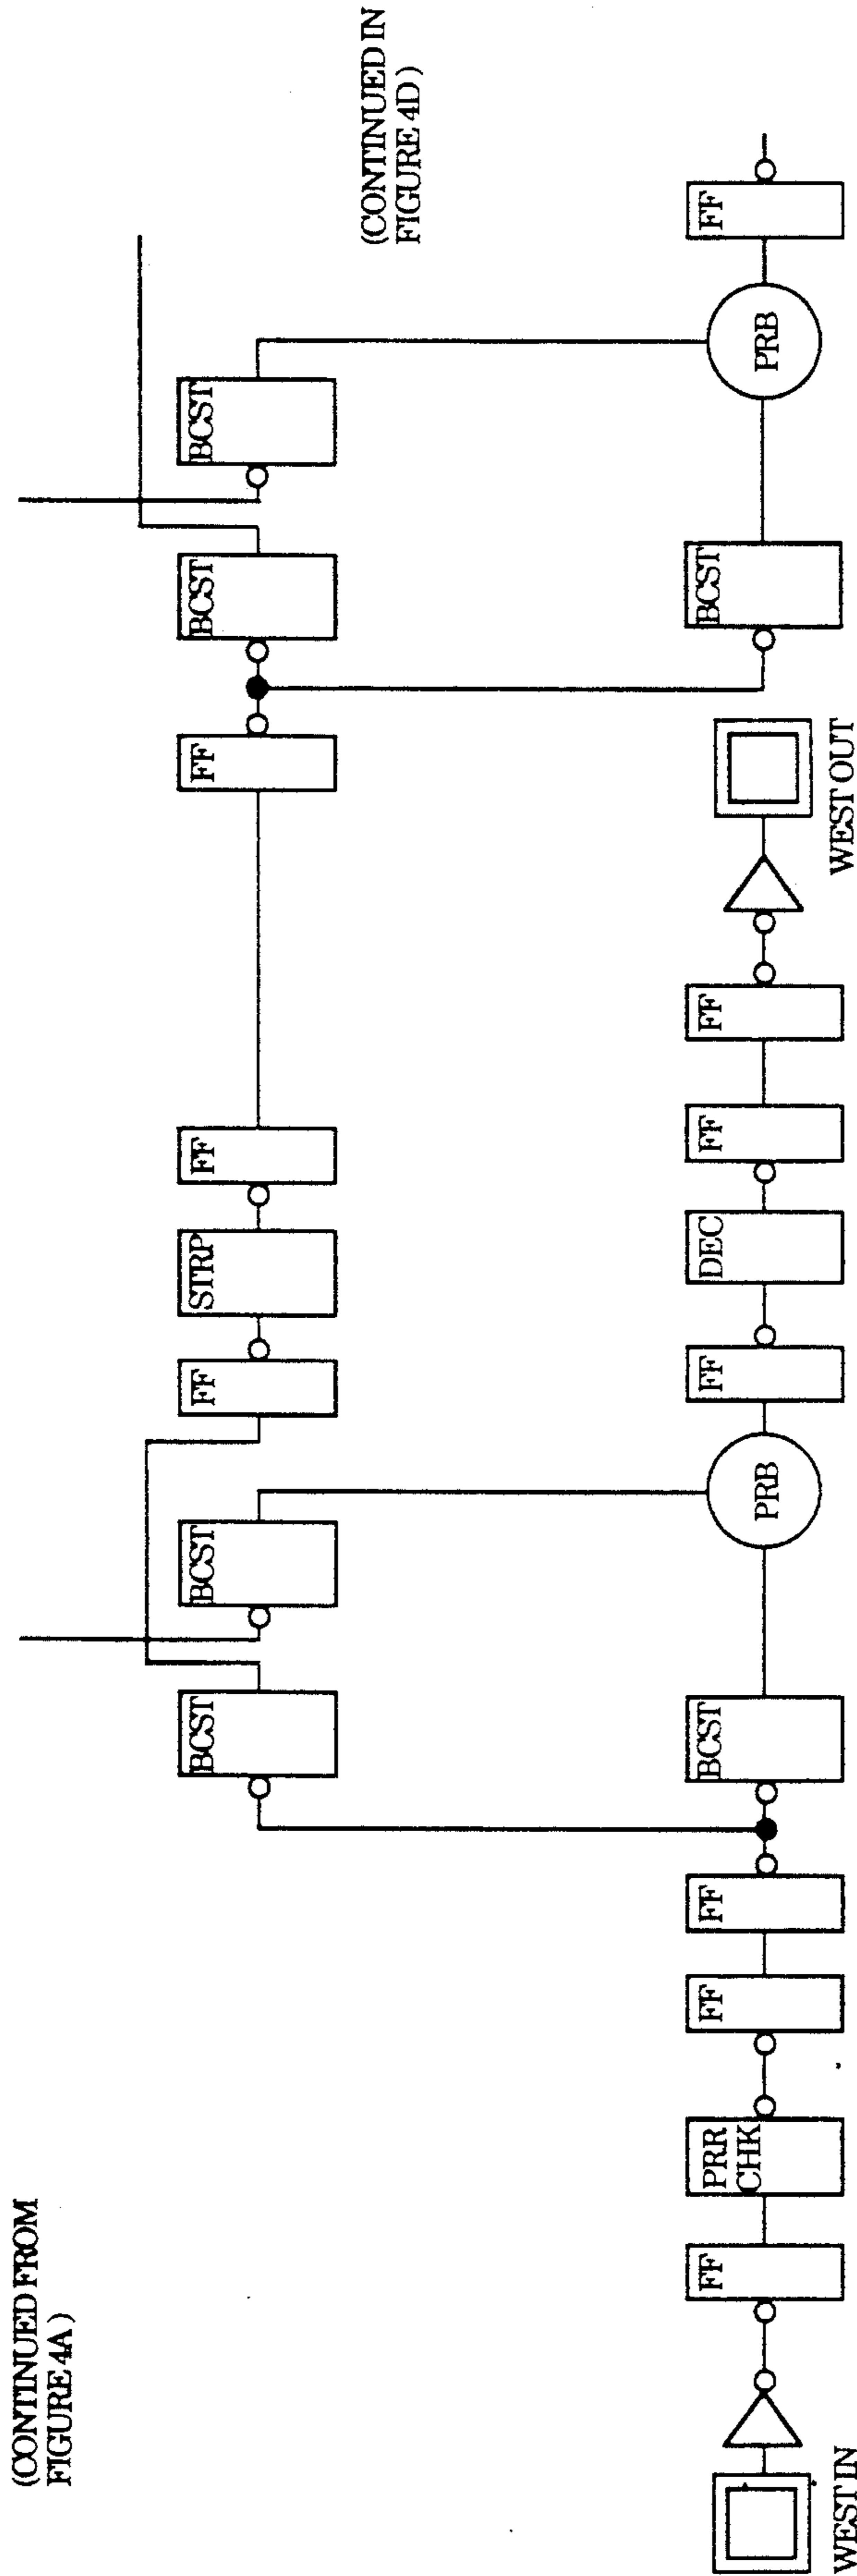 (CONTINUED FROM
FIGURE 4A)
BCST
BCST
FF
STRP
FF
FF
BCST
BCST
(CONTINUED IN
FIGURE 4D)
FF
PRR
CHK
FF
FF
BCST
PRB
FF
DEC
FF
FF
BCST
PRB
FF
WEST IN
WEST OUT